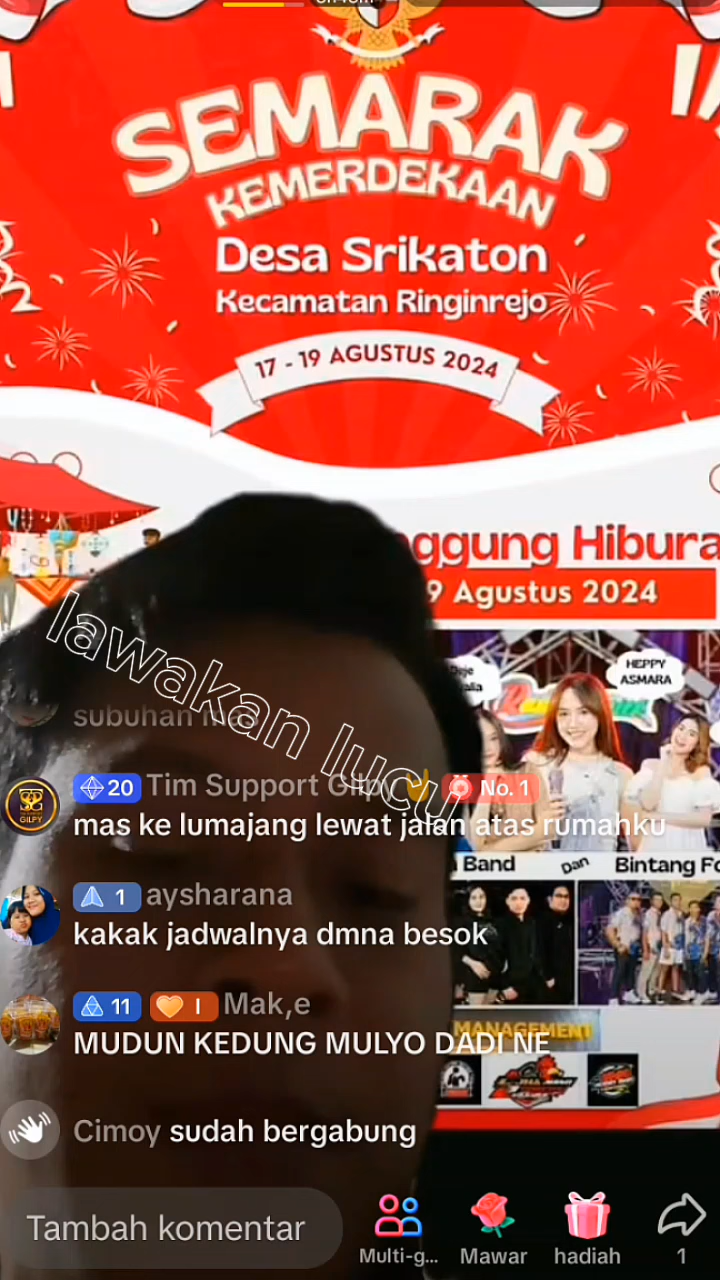 SEMARAK
KEMERDEKAAN
Desa Srikaton
Kecamatan Ringinrejo
17 - 19 AGUSTUS 2024
ggung Hibura
9 Agustus 2024
HEPPY
ASMARA
lawakan lucu
subuhan mas
20 Tim Support Gilpy No. 1
mas ke lumajang lewat jalan atas rumahku
Band Dan Bintang Fo
1 aysharana
kakak jadwalnya dmna besok
11 I Mak,e
MUDUN KEDUNG MULYO DADI NE
MANAGEMENT
Cimoy sudah bergabung
Tambah komentar
Multi-g...
Mawar
hadiah
1